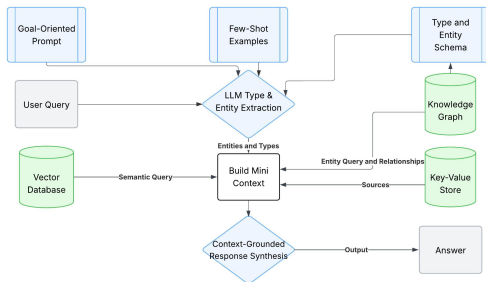 Goal-Oriented
Prompt
Few-Shot
Examples
Type and
Entity
Schema
User Query
LLM Type &
Entity Extraction
Knowledge
Graph
Entities and Types
Entity Query and Relationships
Vector
Database
Semantic Query
Build Mini
Context
Sources
Key-Value
Store
Context-Grounded
Response Synthesis
Output
Answer